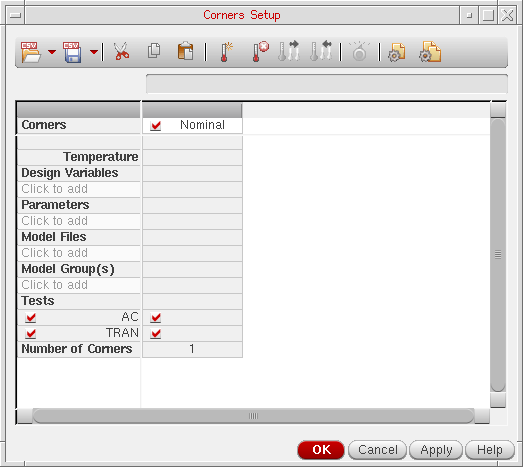 Corners Setup
CSV CSV
Corners Nominal
Temperature
Design Variables
Click to add
Parameters
Click to add
Model Files
Click to add
Model Group(s)
Click to add
Tests
AC
TRAN
Number of Corners 1
OK Cancel Apply Help